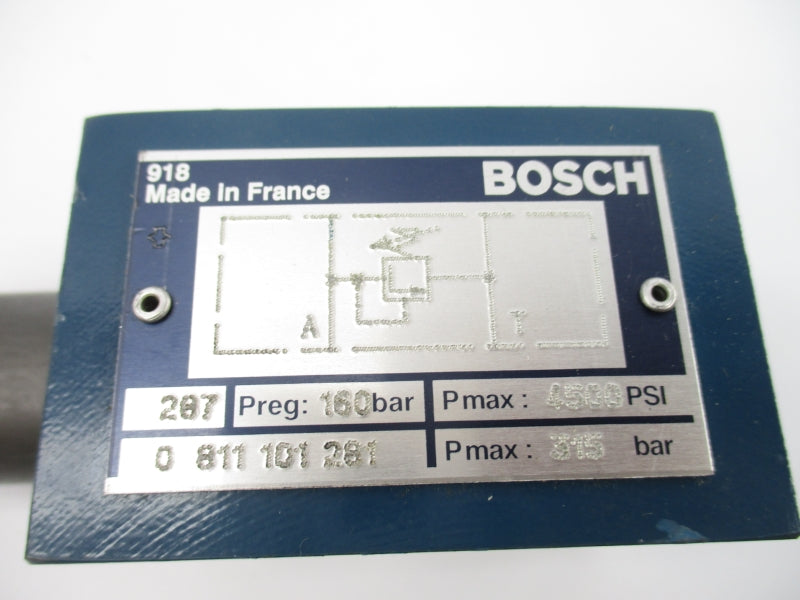 918
Made in France
BOSCH
A
T
287
Preg: 160bar
Pmax: 4500 PSI
0 811 101 281
Pmax: 315 bar